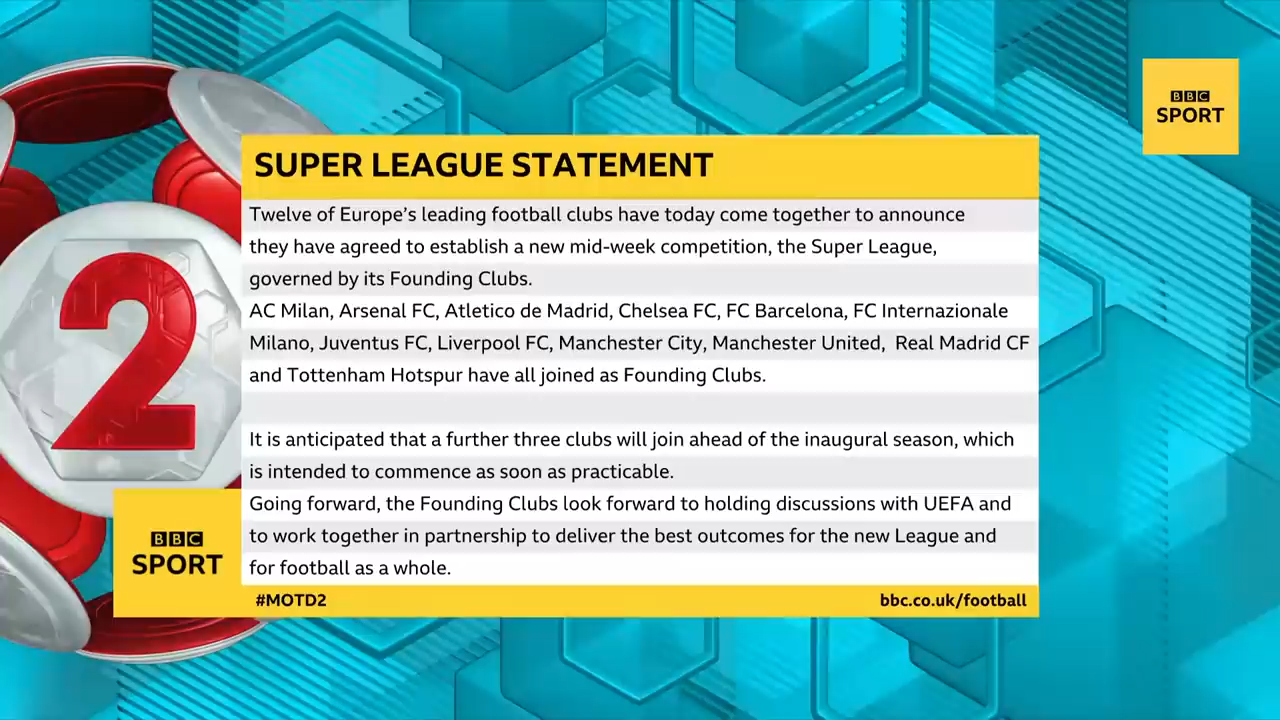 BBC
SPORT
SUPER LEAGUE STATEMENT
Twelve of Europe's leading football clubs have today come together to announce
they have agreed to establish a new mid-week competition, the Super League,
governed by its Founding Clubs.
AC Milan, Arsenal FC, Atletico de Madrid, Chelsea FC, FC Barcelona, FC Internazionale
Milano, Juventus FC, Liverpool FC, Manchester City, Manchester United,  Real Madrid CF
and Tottenham Hotspur have all joined as Founding Clubs.
It is anticipated that a further three clubs will join ahead of the inaugural season, which
is intended to commence as soon as practicable.
Going forward, the Founding Clubs look forward to holding discussions with UEFA and
to work together in partnership to deliver the best outcomes for the new League and
for football as a whole.
2
BBC
SPORT
#MOTD2
bbc.co.uk/football